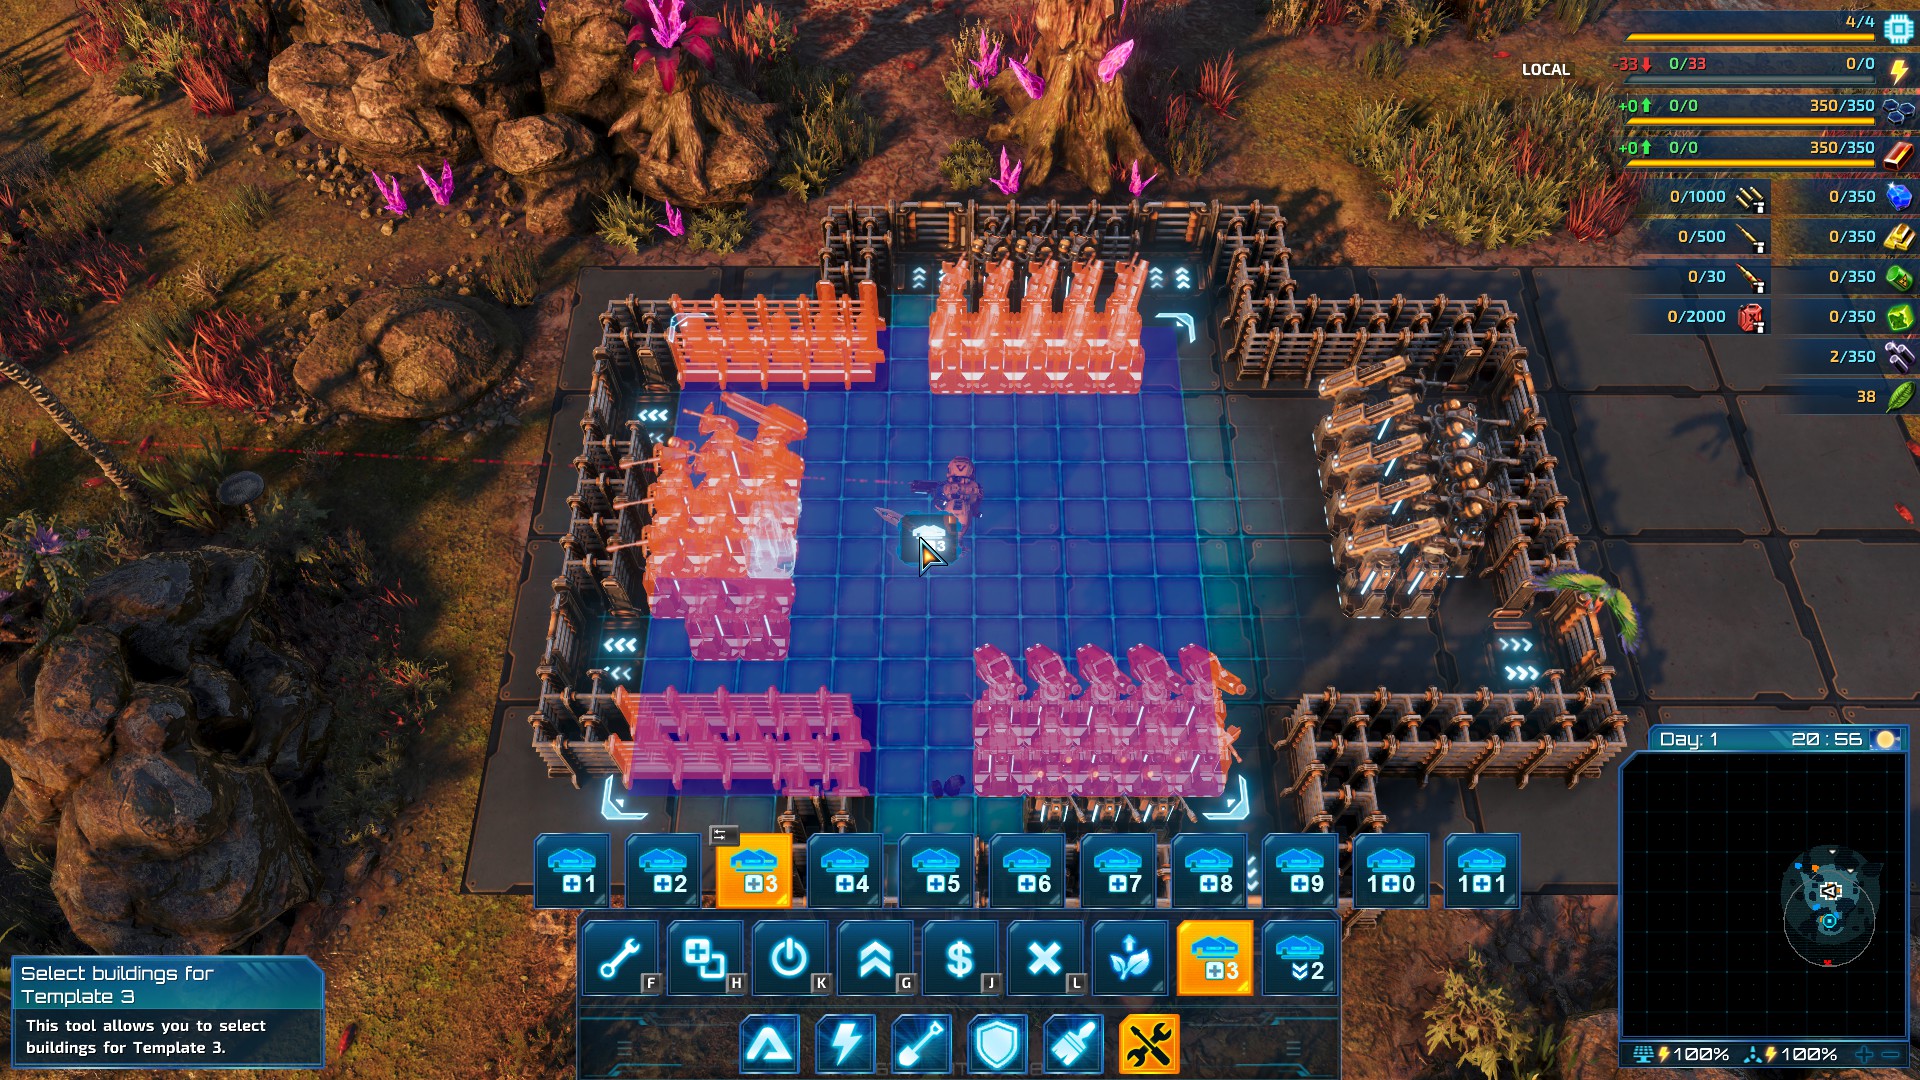 4/4
LOCAL
-33 0/33 0/0
+0 0/0 350/350
+0 0/0 350/350
0/1000 0/350
0/500 0/350
0/30 0/350
0/2000 0/350
2/350
38
3
Day: 1 20:56
1 2 3 4 5 6 7 8 9 10 11
F H K G J L 3 2
Select buildings for
Template 3
This tool allows you to select
buildings for Template 3.
100% 100%